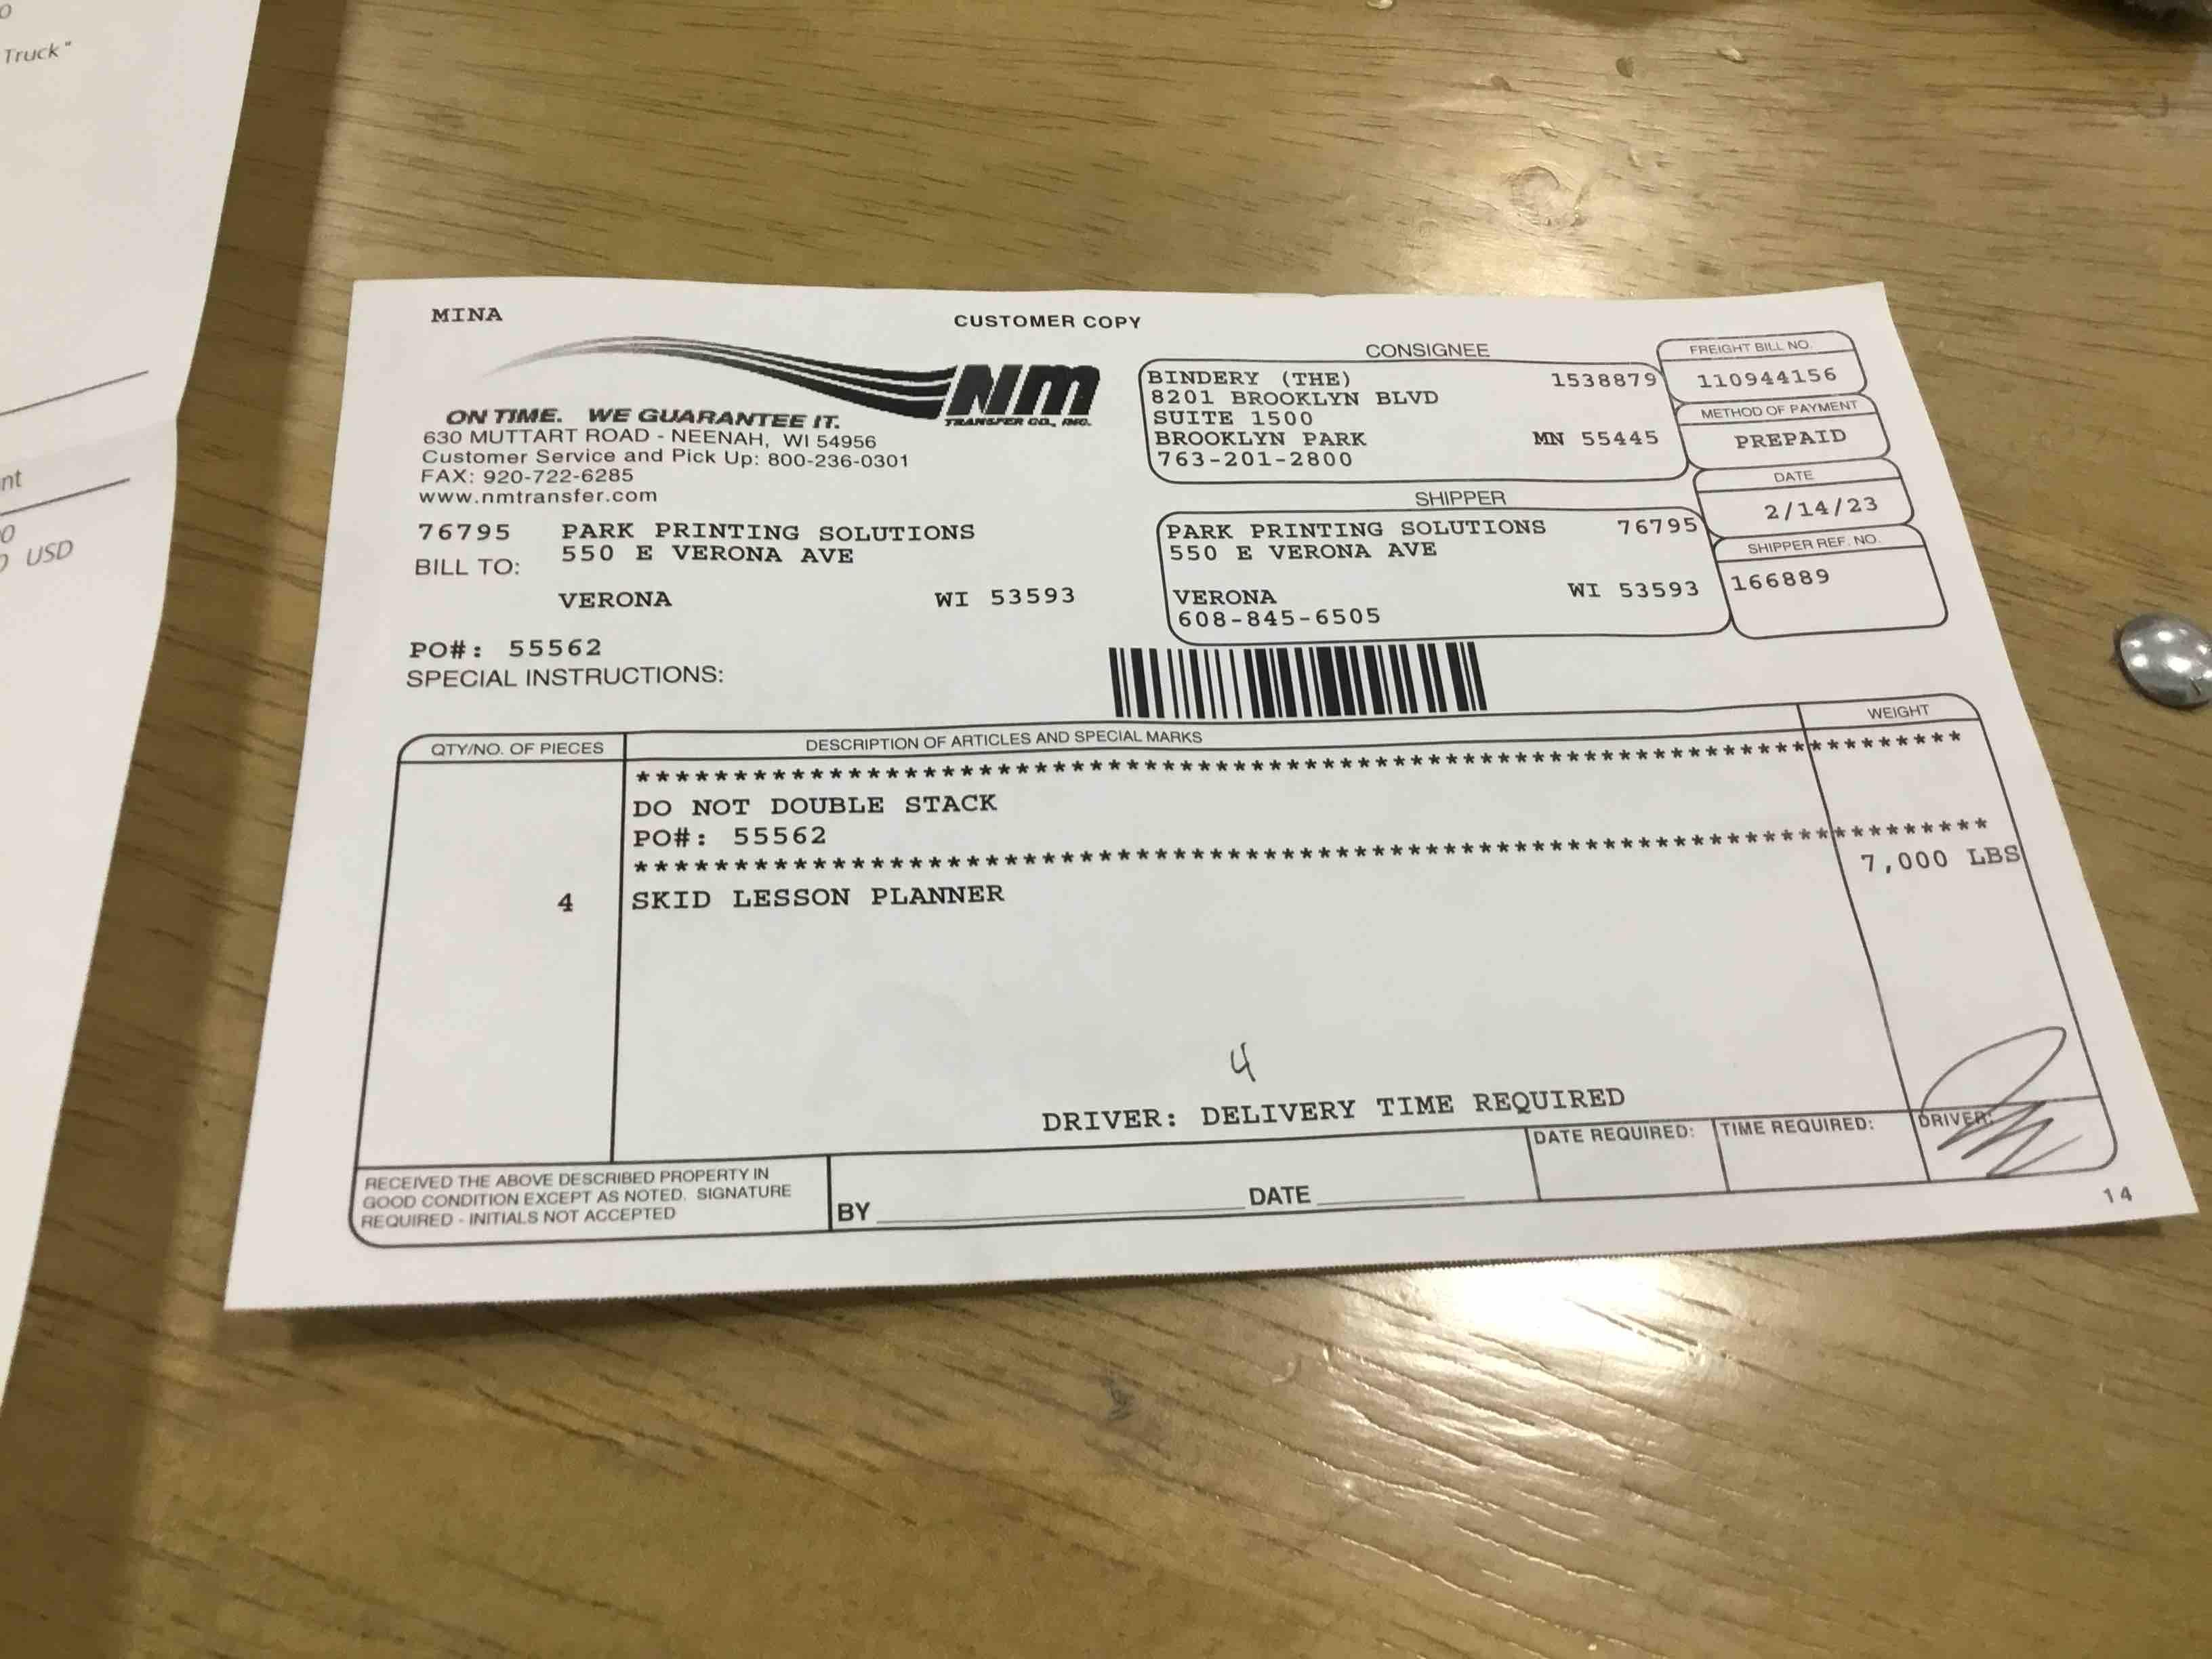 Truck"
nt
USD
MINA
CUSTOMER COPY
NM
TRANSFER CO., INC.
ON TIME. WE GUARANTEE IT.
630 MUTTART ROAD - NEENAH, WI 54956
Customer Service and Pick Up: 800-236-0301
FAX: 920-722-6285
www.nmtransfer.com
CONSIGNEE
BINDERY (THE) 1538879
8201 BROOKLYN BLVD
SUITE 1500
BROOKLYN PARK MN 55445
763-201-2800
FREIGHT BILL NO.
110944156
METHOD OF PAYMENT
PREPAID
DATE
2/14/23
SHIPPER REF. NO.
166889
76795 PARK PRINTING SOLUTIONS
BILL TO: 550 E VERONA AVE
VERONA WI 53593
SHIPPER
PARK PRINTING SOLUTIONS 76795
550 E VERONA AVE
VERONA WI 53593
608-845-6505
PO#: 55562
SPECIAL INSTRUCTIONS:
QTY/NO. OF PIECES DESCRIPTION OF ARTICLES AND SPECIAL MARKS WEIGHT
**********************************************************************
DO NOT DOUBLE STACK
PO#: 55562
**********************************************************************
7,000 LBS
4 SKID LESSON PLANNER
4
DRIVER: DELIVERY TIME REQUIRED
RECEIVED THE ABOVE DESCRIBED PROPERTY IN
GOOD CONDITION EXCEPT AS NOTED. SIGNATURE
REQUIRED - INITIALS NOT ACCEPTED
BY DATE
DATE REQUIRED: TIME REQUIRED: DRIVER:
14